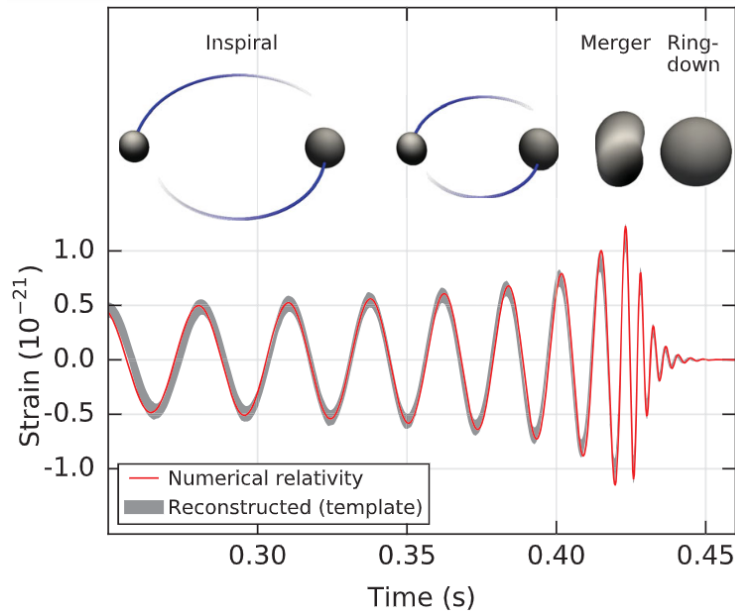 Inspiral
Merger
Ring-
down
Strain (10⁻²¹)
1.0
0.5
0.0
-0.5
-1.0
Numerical relativity
Reconstructed (template)
0.30
0.35
0.40
0.45
Time (s)